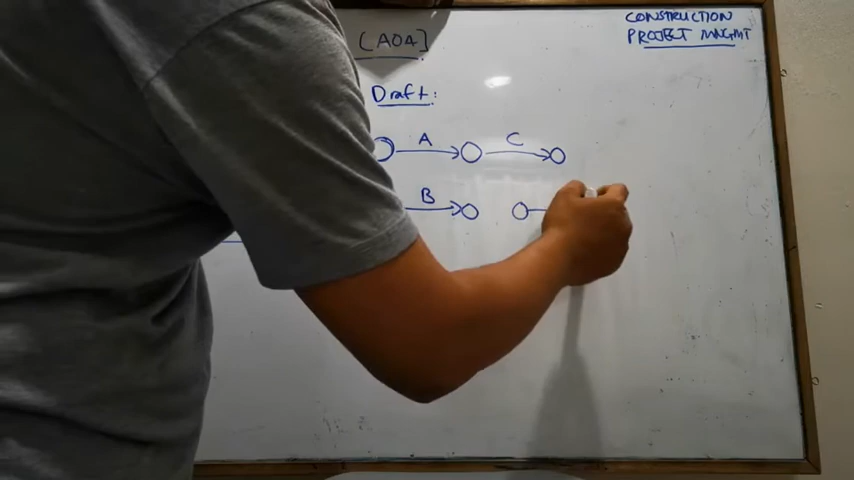 CONSTRUCTION
[AOA] PROJECT MNGMT
Draft:
A C
B